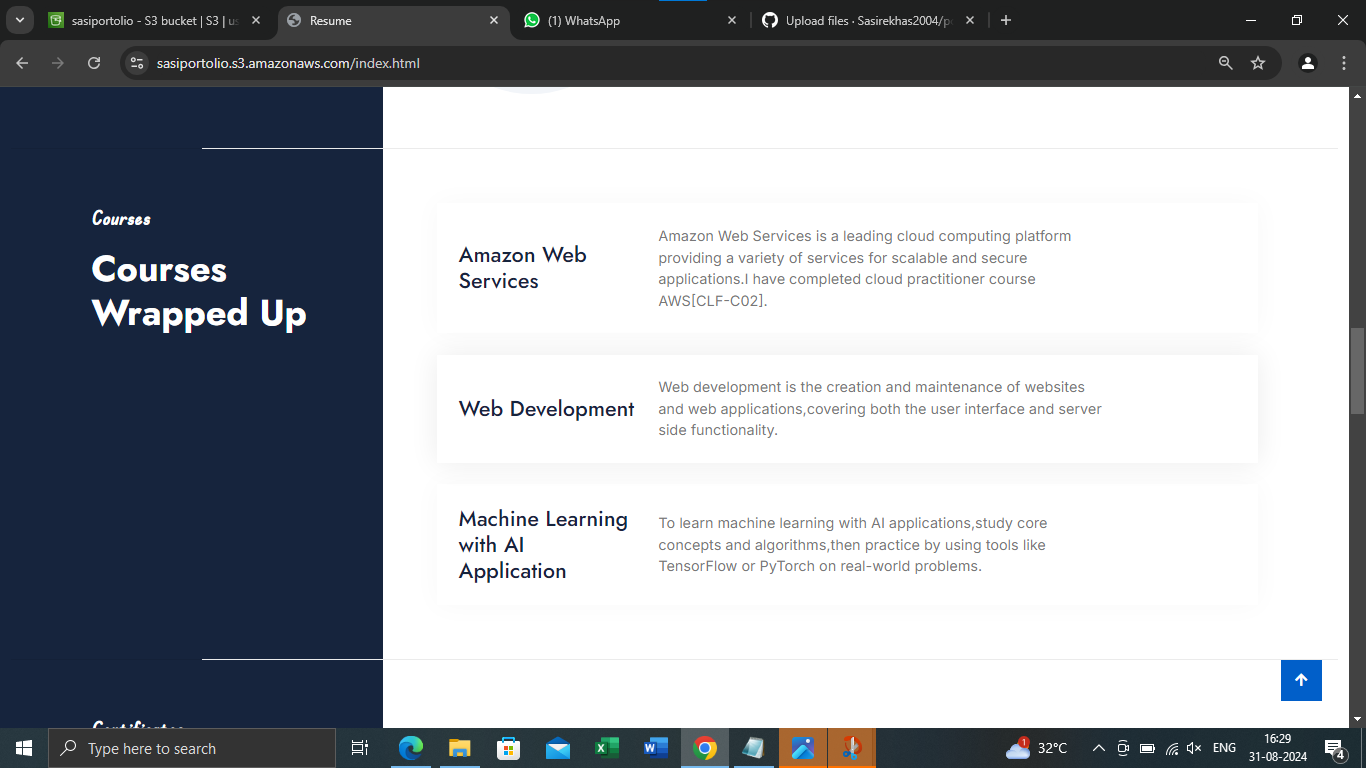 sasiportolio - S3 bucket | S3 | us
Resume
(1) WhatsApp
Upload files · Sasirekhas2004/po
sasiportolio.s3.amazonaws.com/index.html
Courses
Courses
Wrapped Up
Amazon Web
Services
Amazon Web Services is a leading cloud computing platform
providing a variety of services for scalable and secure
applications.I have completed cloud practitioner course
AWS[CLF-C02].
Web Development
Web development is the creation and maintenance of websites
and web applications,covering both the user interface and server
side functionality.
Machine Learning
with AI
Application
To learn machine learning with AI applications,study core
concepts and algorithms,then practice by using tools like
TensorFlow or PyTorch on real-world problems.
Certificates
Type here to search
1
32°C
ENG
16:29
31-08-2024
4